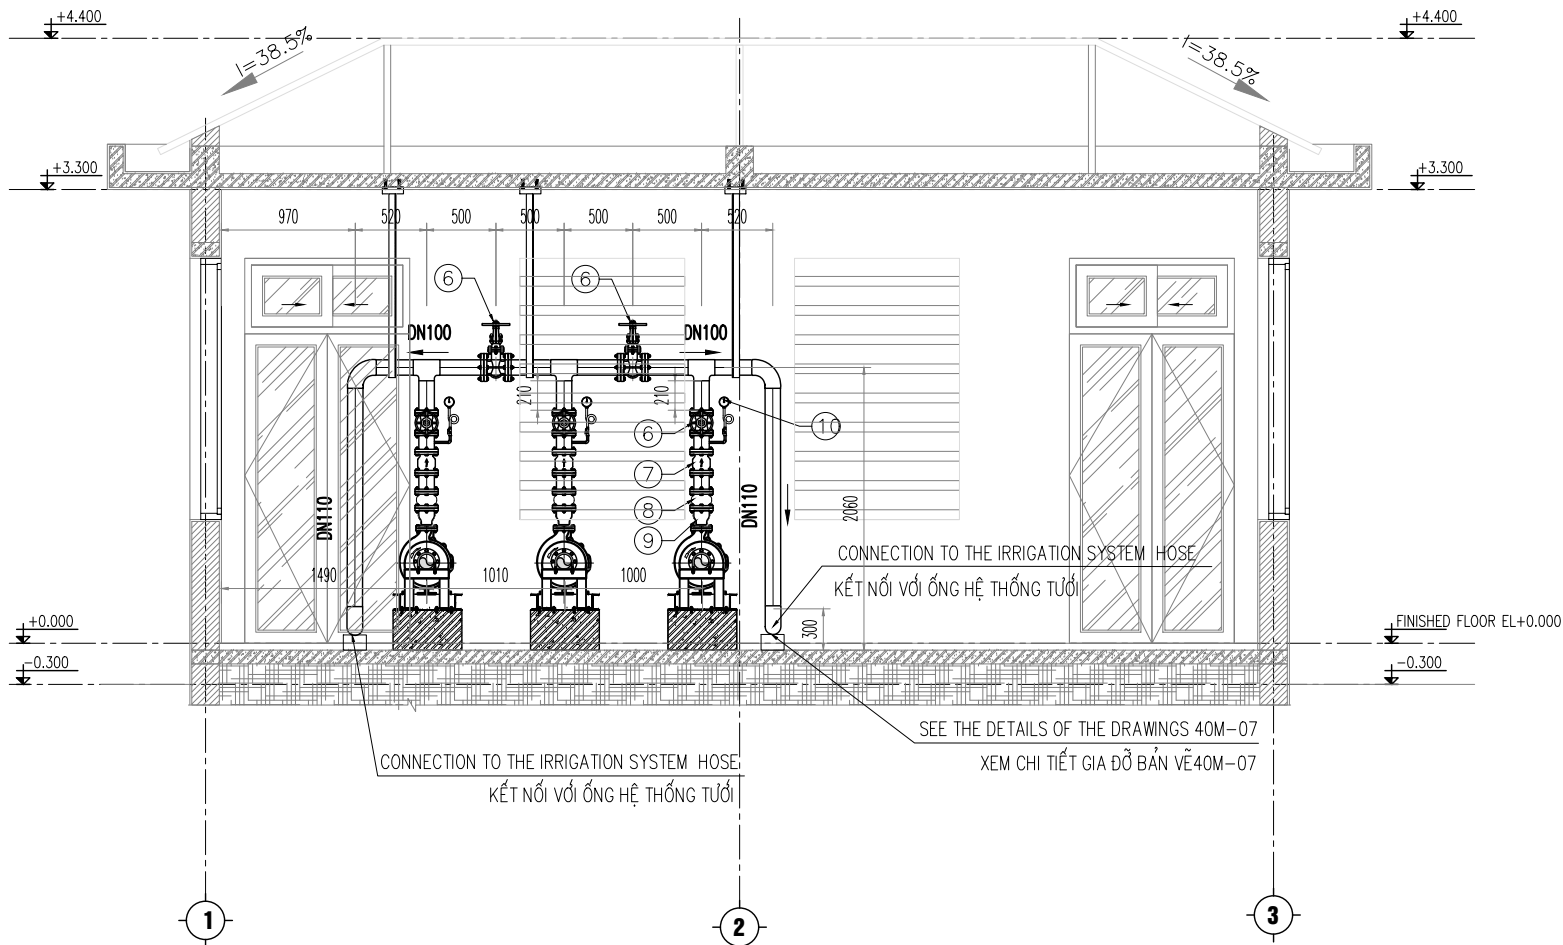 +4.400
+4.400
I=38.5%
I=38.5%
+3.300
+3.300
970
520
500
500
500
500
520
6
6
DN100
DN100
210
210
6
10
7
8
9
DN110
DN110
2060
1490
1010
1000
300
CONNECTION TO THE IRRIGATION SYSTEM HOSE
KẾT NỐI VỚI ỐNG HỆ THỐNG TƯỚI
+0.000
FINISHED FLOOR EL+0.000
-0.300
-0.300
SEE THE DETAILS OF THE DRAWINGS 40M-07
XEM CHI TIẾT GIA ĐỠ BẢN VẼ40M-07
CONNECTION TO THE IRRIGATION SYSTEM HOSE
KẾT NỐI VỚI ỐNG HỆ THỐNG TƯỚI
1
2
3